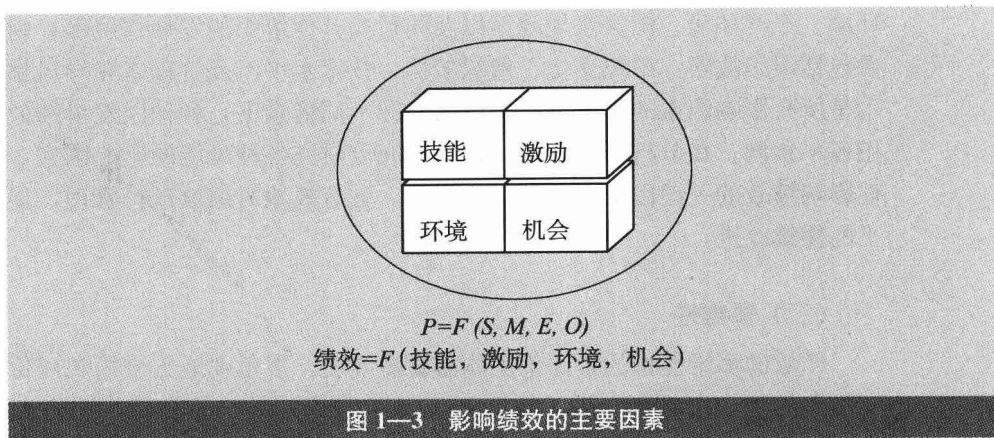 技能 激励
环境 机会
P=F (S, M, E, O)
绩效=F（技能，激励，环境，机会）
图 1—3 影响绩效的主要因素